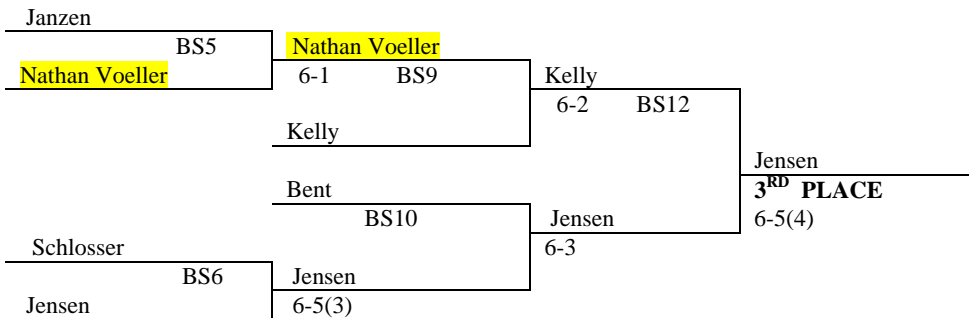 Janzen
BS5
Nathan Voeller
Nathan Voeller
6-1 BS9
Kelly
6-2 BS12
Kelly
Jensen
3RD PLACE
6-5(4)
Bent
BS10
Jensen
6-3
Schlosser
BS6
Jensen
Jensen
6-5(3)